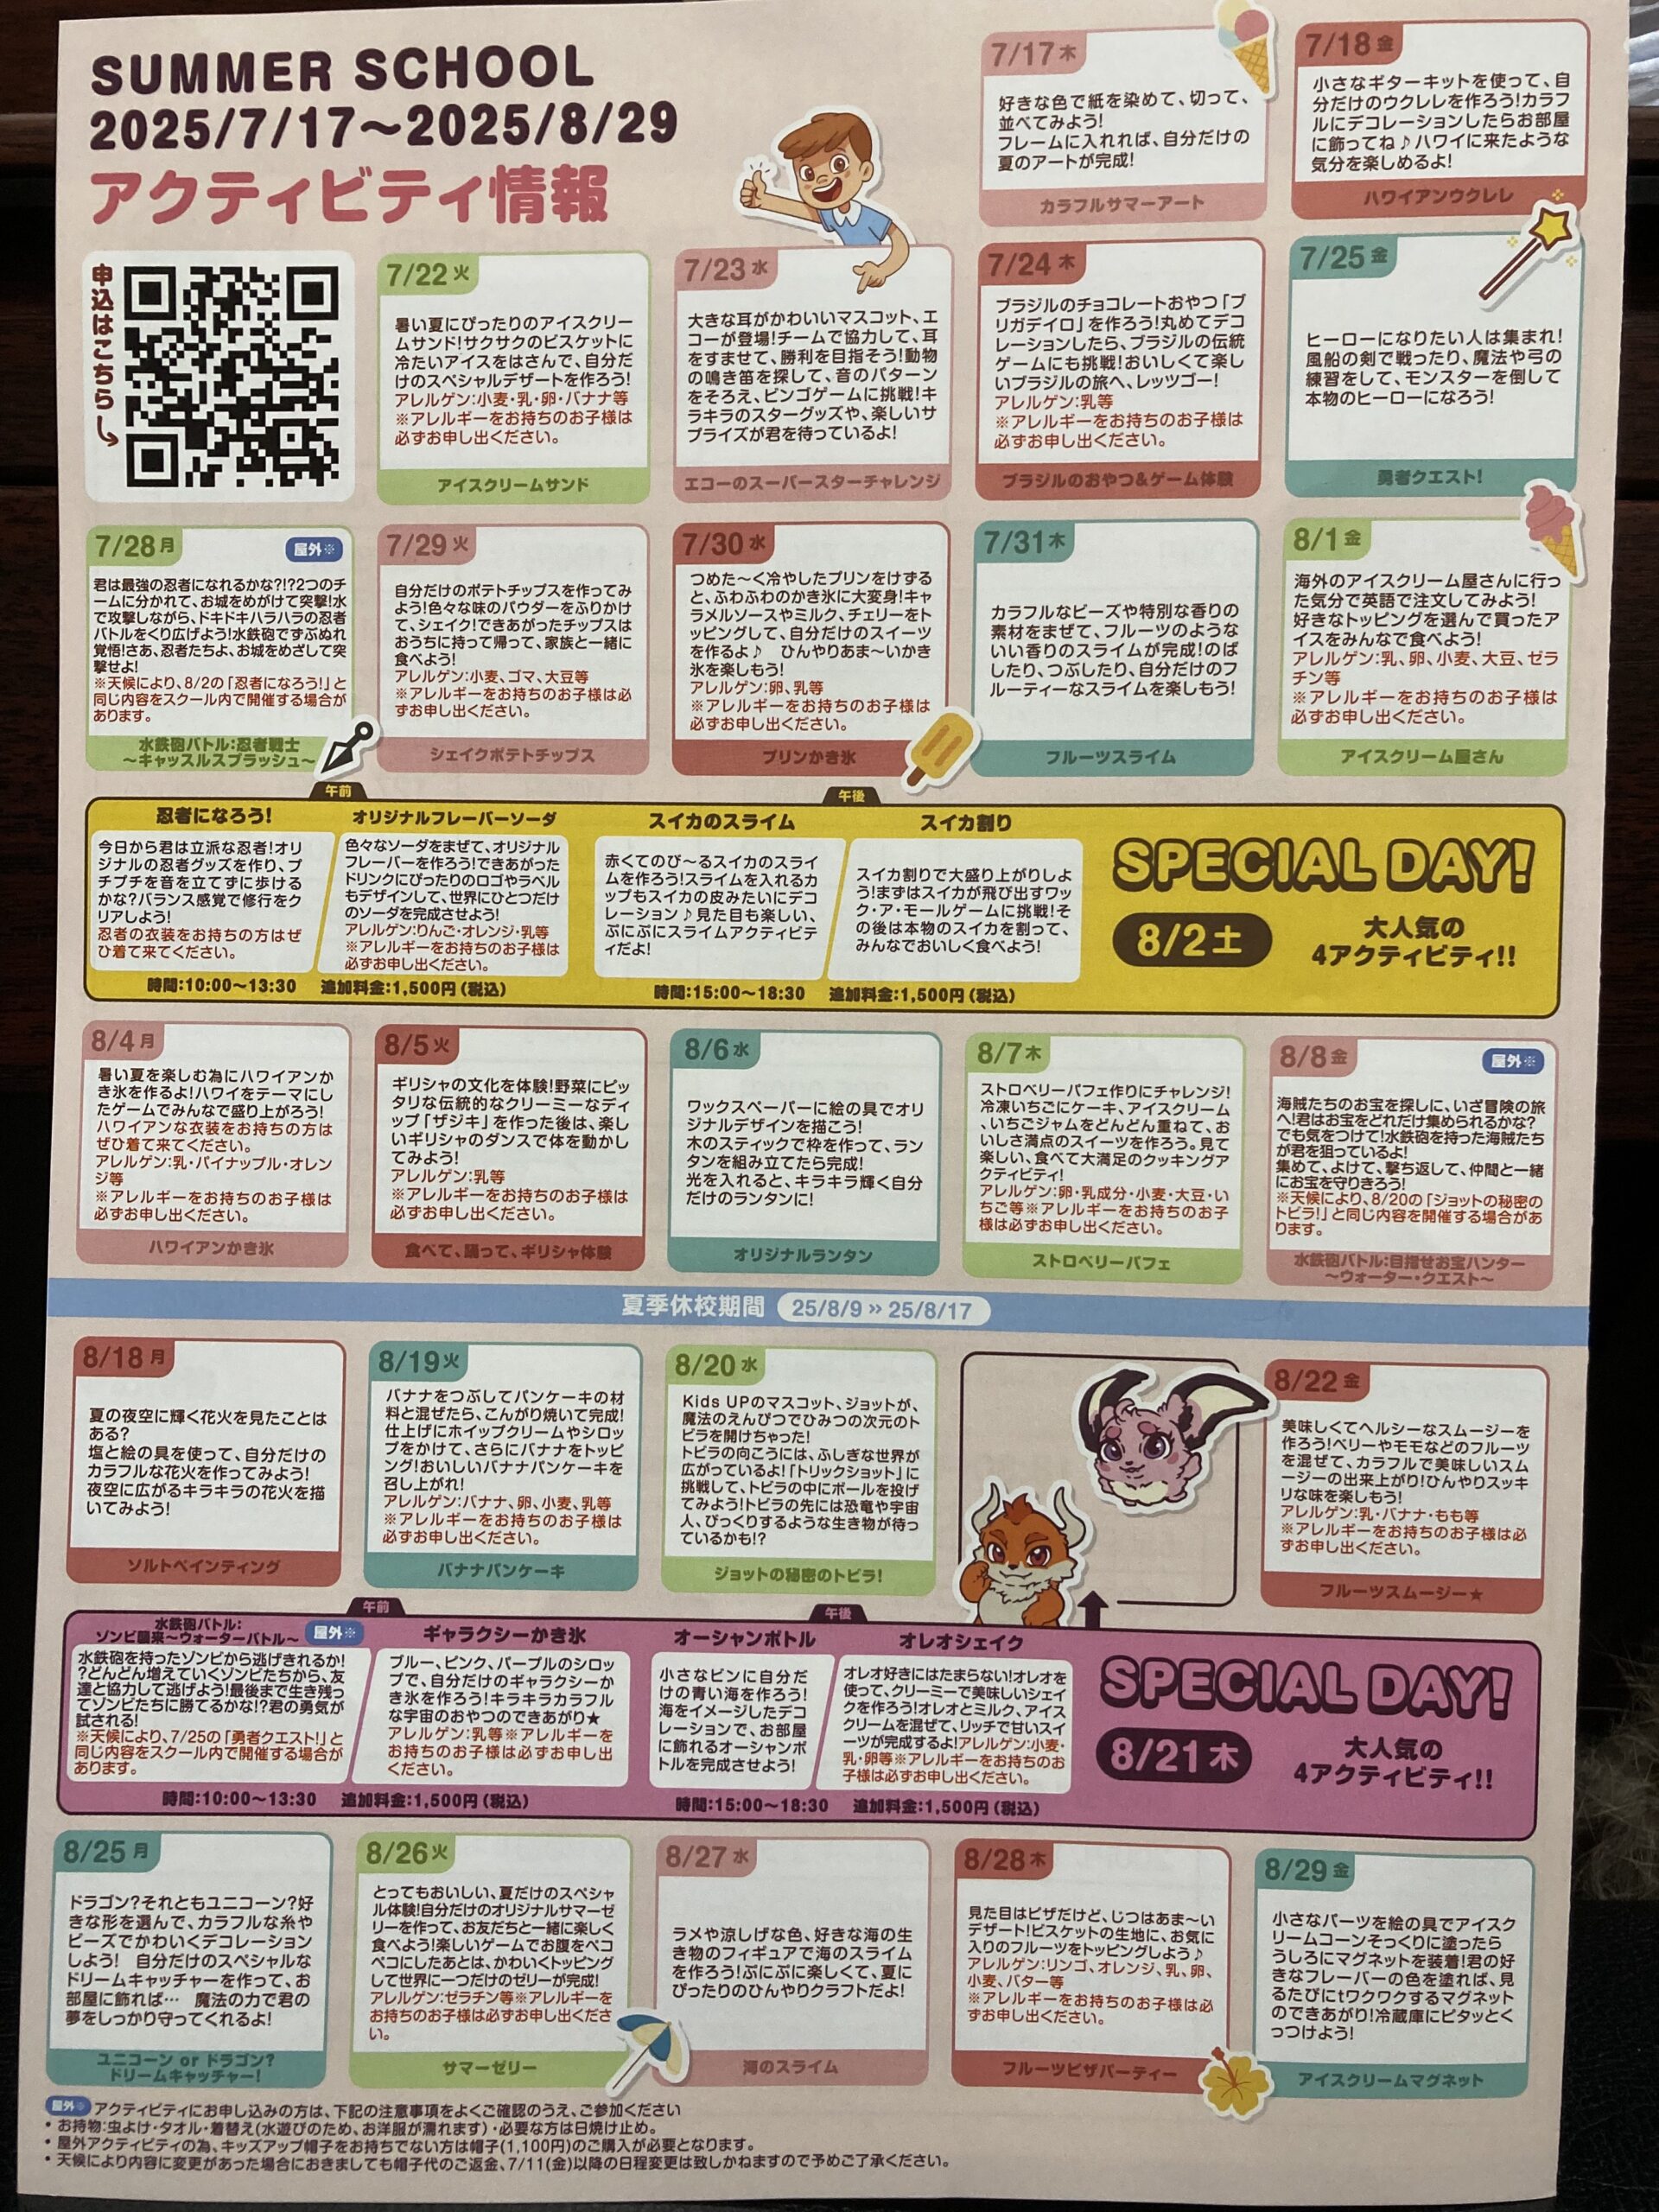 SUMMER SCHOOL
2025/7/17～2025/8/29
アクティビティ情報
申込はこちら
7/17 木
好きな色で紙を染めて、切って、
並べてみよう!
フレームに入れれば、自分だけの
夏のアートが完成!
カラフルサマーアート
7/18 金
小さなギターキットを使って、自
分だけのウクレレを作ろう!カラフ
ルにデコレーションしたらお部屋
に飾ってね♪ハワイに来たような
気分を楽しめるよ!
ハワイアンウクレレ
7/22 火
暑い夏にぴったりのアイスクリー
ムサンド!サクサクのビスケットに
冷たいアイスをはさんで、自分だ
けのスペシャルデザートを作ろう!
アレルゲン:小麦・乳・卵・バナナ等
※アレルギーをお持ちのお子様は
必ずお申し出ください。
アイスクリームサンド
7/23 水
大きな耳がかわいいマスコット、エ
コーが登場!チームで協力して、耳
をすませて、勝利を目指そう!動物
の鳴き笛を探して、音のパターン
をそろえ、ビンゴゲームに挑戦!キ
ラキラのスターグッズや、楽しいサ
プライズが君を待っているよ!
エコーのスーパースターチャレンジ
7/24 木
ブラジルのチョコレートおやつ「ブ
リガデイロ」を作ろう!丸めてデコ
レーションしたら、ブラジルの伝統
ゲームにも挑戦!おいしくて楽し
いブラジルの旅へ、レッツゴー!
アレルゲン:乳等
※アレルギーをお持ちのお子様は
必ずお申し出ください。
ブラジルのおやつ&ゲーム体験
7/25 金
ヒーローになりたい人は集まれ!
風船の剣で戦ったり、魔法や弓の
練習をして、モンスターを倒して
本物のヒーローになろう!
勇者クエスト!
7/28 月
屋外※
君は最強の忍者になれるかな?!?2つのチ
ームに分かれて、お城をめがけて突撃!水
で攻撃しながら、ドキドキハラハラの忍者
バトルをくり広げよう!水鉄砲でずぶぬれ
覚悟!さあ、忍者たちよ、お城をめざして突
撃せよ!
※天候により、8/2の「忍者になろう!」と
同じ内容をスクール内で開催する場合が
あります。
水鉄砲バトル:忍者戦士
～キャッスルスプラッシュ～
7/29 火
自分だけのポテトチップスを作ってみ
よう!色々な味のパウダーをふりかけ
て、シェイク!できあがったチップスは
おうちに持って帰って、家族と一緒に
食べよう!
アレルゲン:小麦、ゴマ、大豆等
※アレルギーをお持ちのお子様は必
ずお申し出ください。
シェイクポテトチップス
7/30 水
つめた～く冷やしたプリンをけずる
と、ふわふわのかき氷に大変身!キャ
ラメルソースやミルク、チェリーをト
ッピングして、自分だけのスイーツ
を作るよ♪ ひんやりあま～いかき
氷を楽しもう!
アレルゲン:卵、乳等
※アレルギーをお持ちのお子様は
必ずお申し出ください。
プリンかき氷
7/31 木
カラフルなビーズや特別な香りの
素材をまぜて、フルーツのような
いい香りのスライムが完成!のば
したり、つぶしたり、自分だけのフ
ルーティーなスライムを楽しもう!
フルーツスライム
8/1 金
海外のアイスクリーム屋さんに行っ
た気分で英語で注文してみよう!
好きなトッピングを選んで買ったア
イスをみんなで食べよう!
アレルゲン:乳、卵、小麦、大豆、ゼラ
チン等
※アレルギーをお持ちのお子様は
必ずお申し出ください。
アイスクリーム屋さん
午前
忍者になろう!
今日から君は立派な忍者!オリ
ジナルの忍者グッズを作り、プ
チプチを音を立てずに歩ける
かな?バランス感覚で修行をク
リアしよう!
忍者の衣装をお持ちの方はぜ
ひ着て来てください。
オリジナルフレーバーソーダ
色々なソーダをまぜて、オリジナル
フレーバーを作ろう!できあがった
ドリンクにぴったりのロゴやラベル
もデザインして、世界にひとつだけ
のソーダを完成させよう!
アレルゲン:りんご・オレンジ・乳等
※アレルギーをお持ちのお子様は
必ずお申し出ください。
時間:10:00～13:30 追加料金:1,500円(税込)
午後
スイカのスライム
赤くてのび～るスイカのスライ
ムを作ろう!スライムを入れるカ
ップもスイカの皮みたいにデコ
レーション♪見た目も楽しい、
ぷにぷにスライムアクティビテ
ィだよ!
スイカ割り
スイカ割りで大盛り上がりしよ
う!まずはスイカが飛び出すワッ
ク・ア・モールゲームに挑戦!そ
の後は本物のスイカを割って、
みんなでおいしく食べよう!
時間:15:00～18:30 追加料金:1,500円(税込)
SPECIAL DAY!
8/2 土
大人気の
4アクティビティ!!
8/4 月
暑い夏を楽しむ為にハワイアンか
き氷を作るよ!ハワイをテーマにし
たゲームでみんなで盛り上がろう!
ハワイアンな衣装をお持ちの方は
ぜひ着て来てください。
アレルゲン:乳・パイナップル・オレン
ジ等
※アレルギーをお持ちのお子様は
必ずお申し出ください。
ハワイアンかき氷
8/5 火
ギリシャの文化を体験!野菜にピッ
タリな伝統的なクリーミーなディ
ップ「ザジキ」を作った後は、楽し
いギリシャのダンスで体を動かし
てみよう!
アレルゲン:乳等
※アレルギーをお持ちのお子様は
必ずお申し出ください。
食べて、踊って、ギリシャ体験
8/6 水
ワックスペーパーに絵の具でオリ
ジナルデザインを描こう!
木のスティックで枠を作って、ラン
タンを組み立てたら完成!
光を入れると、キラキラ輝く自分
だけのランタンに!
オリジナルランタン
8/7 木
ストロベリーパフェ作りにチャレンジ!
冷凍いちごにケーキ、アイスクリーム
、いちごジャムをどんどん重ねて、お
いしさ満点のスイーツを作ろう。見て
楽しい、食べて大満足のクッキングア
クティビティ!
アレルゲン:卵・乳成分・小麦・大豆・い
ちご等※アレルギーをお持ちのお子
様は必ずお申し出ください。
ストロベリーパフェ
8/8 金
屋外※
海賊たちのお宝を探しに、いざ冒険の旅
へ!君はお宝をどれだけ集められるかな?
でも気をつけて!水鉄砲を持った海賊たち
が君を狙っているよ!
集めて、よけて、撃ち返して、仲間と一緒
にお宝を守りきろう!
※天候により、8/20の「ジョットの秘密の
トビラ!」と同じ内容を開催する場合があ
ります。
水鉄砲バトル:目指せお宝ハンター
～ウォーター・クエスト～
夏季休校期間 25/8/9 » 25/8/17
8/18 月
夏の夜空に輝く花火を見たことは
ある?
塩と絵の具を使って、自分だけの
カラフルな花火を作ってみよう!
夜空に広がるキラキラの花火を描
いてみよう!
ソルトペインティング
8/19 火
バナナをつぶしてパンケーキの材
料と混ぜたら、こんがり焼いて完成!
仕上げにホイップクリームやシロッ
プをかけて、さらにバナナをトッピ
ング!おいしいバナナパンケーキを
召し上がれ!
アレルゲン:バナナ、卵、小麦、乳等
※アレルギーをお持ちのお子様は
必ずお申し出ください。
バナナパンケーキ
8/20 水
Kids UPのマスコット、ジョットが、
魔法のえんぴつでひみつの次元のト
ビラを開けちゃった!
トビラの向こうには、ふしぎな世界が
広がっているよ!「トリックショット」に
挑戦して、トビラの中にボールを投げ
てみよう!トビラの先には恐竜や宇宙
人、びっくりするような生き物が待っ
ているかも!?
ジョットの秘密のトビラ!
8/22 金
美味しくてヘルシーなスムージーを
作ろう!ベリーやモモなどのフルーツ
を混ぜて、カラフルで美味しいスム
ージーの出来上がり!ひんやりスッキ
リな味を楽しもう!
アレルゲン:乳・バナナ・もも等
※アレルギーをお持ちのお子様は必
ずお申し出ください。
フルーツスムージー★
午前
水鉄砲バトル:
ゾンビ襲来～ウォーターバトル～
屋外※
水鉄砲を持ったゾンビから逃げきれるか!
?どんどん増えていくゾンビたちから、友
達と協力して逃げよう!最後まで生き残っ
てゾンビたちに勝てるかな!?君の勇気が
試される!
※天候により、7/25の「勇者クエスト!」と
同じ内容をスクール内で開催する場合が
あります。
ギャラクシーかき氷
ブルー、ピンク、パープルのシロッ
プで、自分だけのギャラクシーか
き氷を作ろう!キラキラカラフル
な宇宙のおやつのできあがり★
アレルゲン:乳等※アレルギーを
お持ちのお子様は必ずお申し出
ください。
時間:10:00～13:30 追加料金:1,500円(税込)
午後
オーシャンボトル
小さなビンに自分だ
けの青い海を作ろう!
海をイメージしたデコ
レーションで、お部屋
に飾れるオーシャンボ
トルを完成させよう!
オレオシェイク
オレオ好きにはたまらない!オレオを
使って、クリーミーで美味しいシェイ
クを作ろう!オレオとミルク、アイス
クリームを混ぜて、リッチで甘いスイ
ーツが完成するよ!アレルゲン:小麦・
乳・卵等※アレルギーをお持ちのお
子様は必ずお申し出ください。
時間:15:00～18:30 追加料金:1,500円(税込)
SPECIAL DAY!
8/21 木
大人気の
4アクティビティ!!
8/25 月
ドラゴン?それともユニコーン?好
きな形を選んで、カラフルな糸や
ビーズでかわいくデコレーション
しよう! 自分だけのスペシャルな
ドリームキャッチャーを作って、お
部屋に飾れば… 魔法の力で君の
夢をしっかり守ってくれるよ!
ユニコーン or ドラゴン?
ドリームキャッチャー!
8/26 火
とってもおいしい、夏だけのスペシャ
ル体験!自分だけのオリジナルサマーゼ
リーを作って、お友だちと一緒に楽しく
食べよう!楽しいゲームでお腹をペコ
ペコにしたあとは、かわいくトッピング
して世界に一つだけのゼリーが完成!
アレルゲン:ゼラチン等※アレルギーを
お持ちのお子様は必ずお申し出くださ
い。
サマーゼリー
8/27 水
ラメや涼しげな色、好きな海の生
き物のフィギュアで海のスライム
を作ろう!ぷにぷに楽しくて、夏に
ぴったりのひんやりクラフトだよ!
海のスライム
8/28 木
見た目はピザだけど、じつはあま～い
デザート!ビスケットの生地に、お気に
入りのフルーツをトッピングしよう♪
アレルゲン:リンゴ、オレンジ、乳、卵、
小麦、バター等
※アレルギーをお持ちのお子様は必
ずお申し出ください。
フルーツピザパーティー
8/29 金
小さなパーツを絵の具でアイスク
リームコーンそっくりに塗ったら
うしろにマグネットを装着!君の好
きなフレーバーの色を塗れば、見
るたびにtワクワクするマグネット
のできあがり!冷蔵庫にピタッとく
っつけよう!
アイスクリームマグネット
屋外※ アクティビティにお申し込みの方は、下記の注意事項をよくご確認のうえ、ご参加ください
• お持物:虫よけ・タオル・着替え(水遊びのため、お洋服が濡れます)・必要な方は日焼け止め。
• 屋外アクティビティの為、キッズアップ帽子をお持ちでない方は帽子(1,100円)のご購入が必要となります。
• 天候により内容に変更があった場合におきましても帽子代のご返金、7/11(金)以降の日程変更は致しかねますので予めご了承ください。